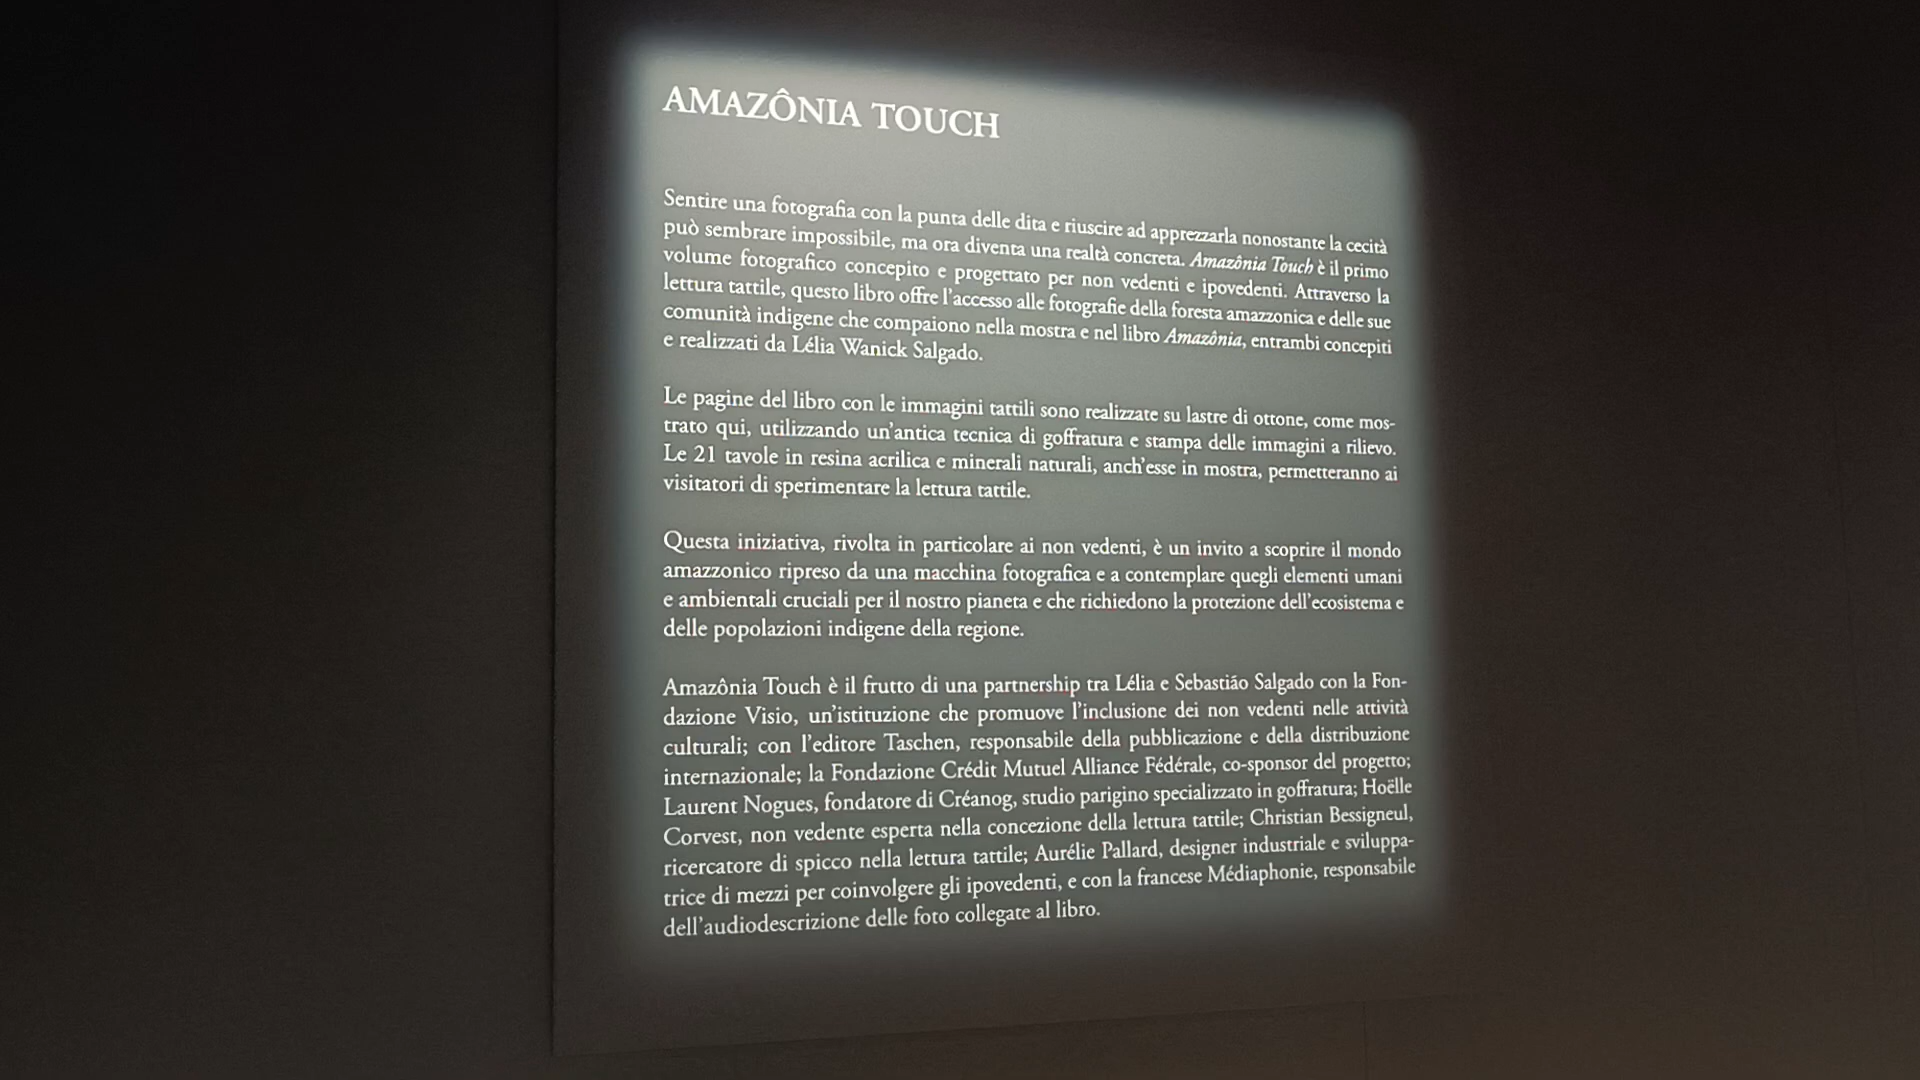 AMAZÔNIA TOUCH
Sentire una fotografia con la punta delle dita e riuscire ad apprezzarla nonostante la cecità
può sembrare impossibile, ma ora diventa una realtà concreta. Amazônia Touch è il primo
volume fotografico concepito e progettato per non vedenti e ipovedenti. Attraverso la
lettura tattile, questo libro offre l'accesso alle fotografie della foresta amazzonica e delle sue
comunità indigene che compaiono nella mostra e nel libro Amazônia, entrambi concepiti
e realizzati da Lélia Wanick Salgado.
Le pagine del libro con le immagini tattili sono realizzate su lastre di ottone, come mos-
trato qui, utilizzando un'antica tecnica di goffratura e stampa delle immagini a rilievo.
Le 21 tavole in resina acrilica e minerali naturali, anch'esse in mostra, permetteranno ai
visitatori di sperimentare la lettura tattile.
Questa iniziativa, rivolta in particolare ai non vedenti, è un invito a scoprire il mondo
amazzonico ripreso da una macchina fotografica e a contemplare quegli elementi umani
e ambientali cruciali per il nostro pianeta e che richiedono la protezione dell'ecosistema e
delle popolazioni indigene della regione.
Amazônia Touch è il frutto di una partnership tra Lélia e Sebastião Salgado con la Fon-
dazione Visio, un'istituzione che promuove l'inclusione dei non vedenti nelle attività
culturali; con l'editore Taschen, responsabile della pubblicazione e della distribuzione
internazionale; la Fondazione Crédit Mutuel Alliance Fédérale, co-sponsor del progetto;
Laurent Nogues, fondatore di Créanog, studio parigino specializzato in goffratura; Hoëlle
Corvest, non vedente esperta nella concezione della lettura tattile; Christian Bessigneul,
ricercatore di spicco nella lettura tattile; Aurélie Pallard, designer industriale e sviluppa-
trice di mezzi per coinvolgere gli ipovedenti, e con la francese Médiaphonie, responsabile
dell'audiodescrizione delle foto collegate al libro.